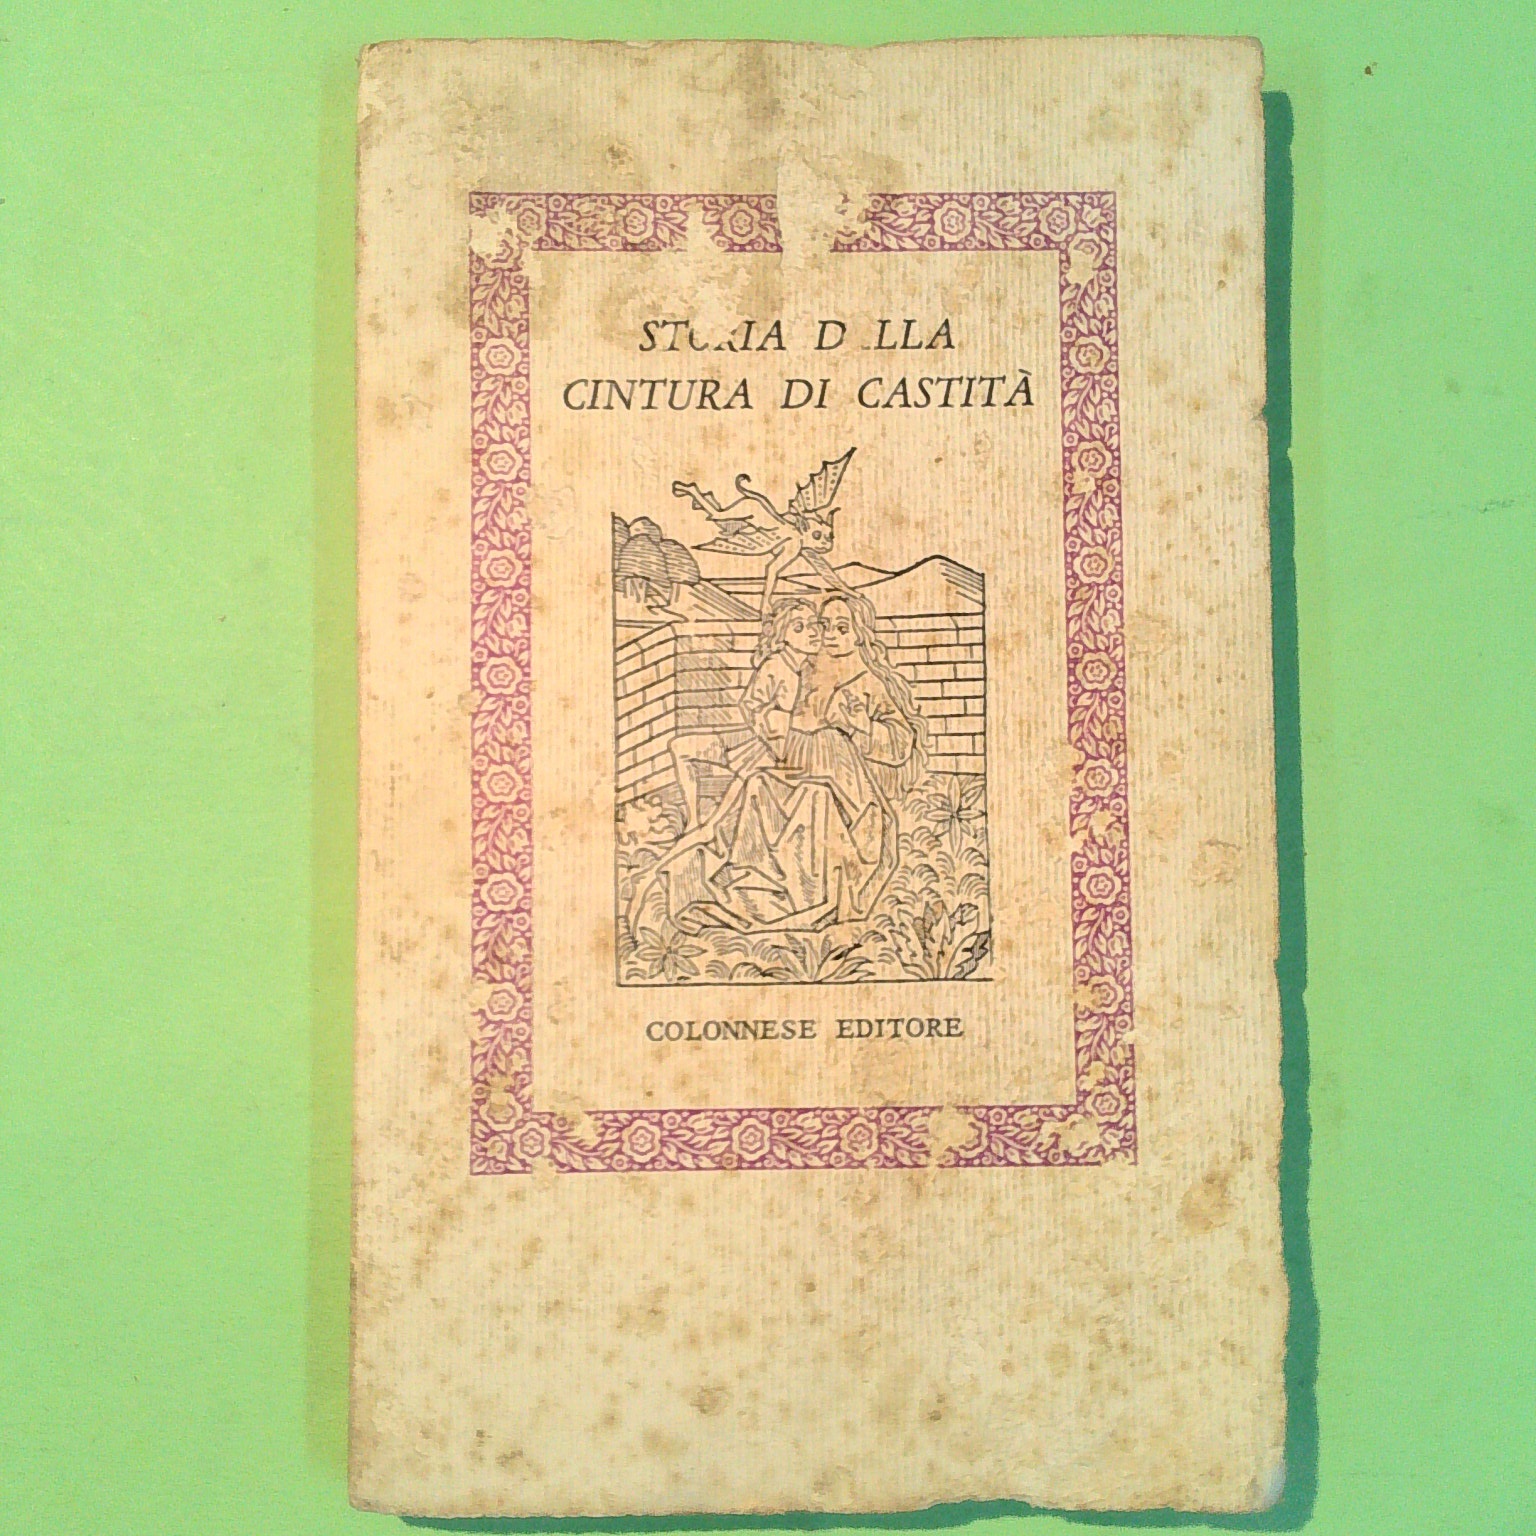 STORIA DELLA
CINTURA DI CASTITÀ
COLONNESE EDITORE